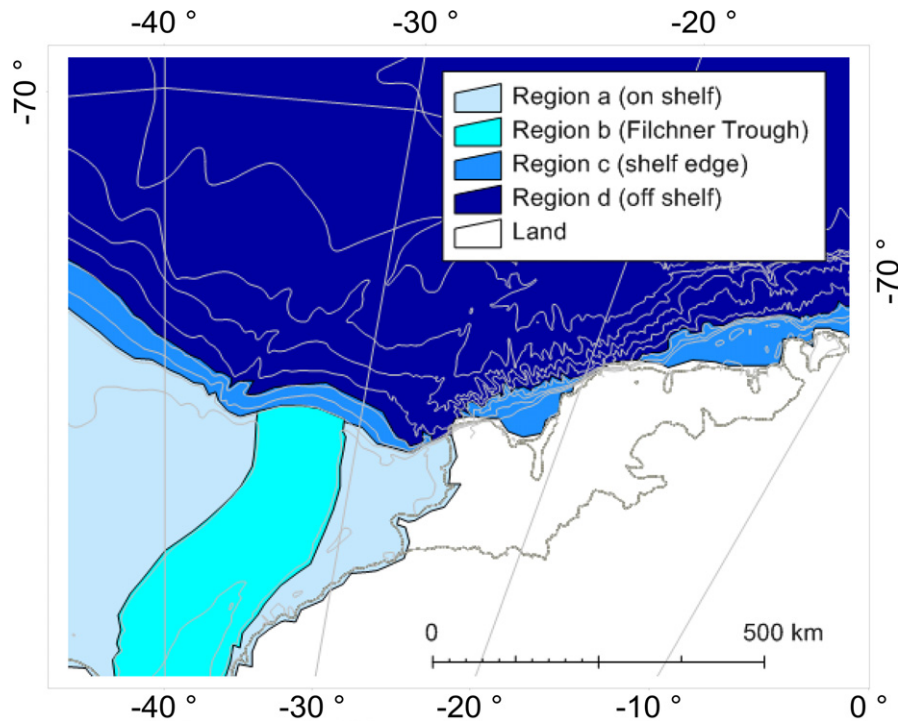 -40 ° -30 ° -20 °
-70 °
Region a (on shelf)
Region b (Filchner Trough)
Region c (shelf edge)
Region d (off shelf)
Land
-70 °
0 500 km
-40 ° -30 ° -20 ° -10 ° 0 °